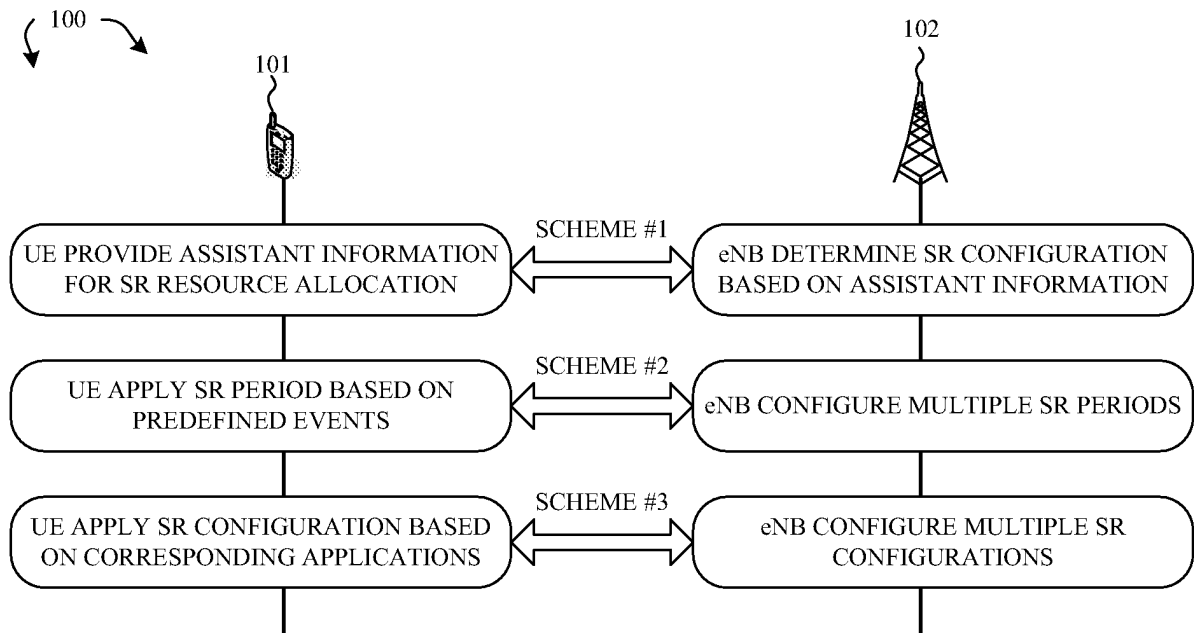 100
101
102
SCHEME #1
UE PROVIDE ASSISTANT INFORMATION
FOR SR RESOURCE ALLOCATION
eNB DETERMINE SR CONFIGURATION
BASED ON ASSISTANT INFORMATION
SCHEME #2
UE APPLY SR PERIOD BASED ON
PREDEFINED EVENTS
eNB CONFIGURE MULTIPLE SR PERIODS
SCHEME #3
UE APPLY SR CONFIGURATION BASED
ON CORRESPONDING APPLICATIONS
eNB CONFIGURE MULTIPLE SR
CONFIGURATIONS